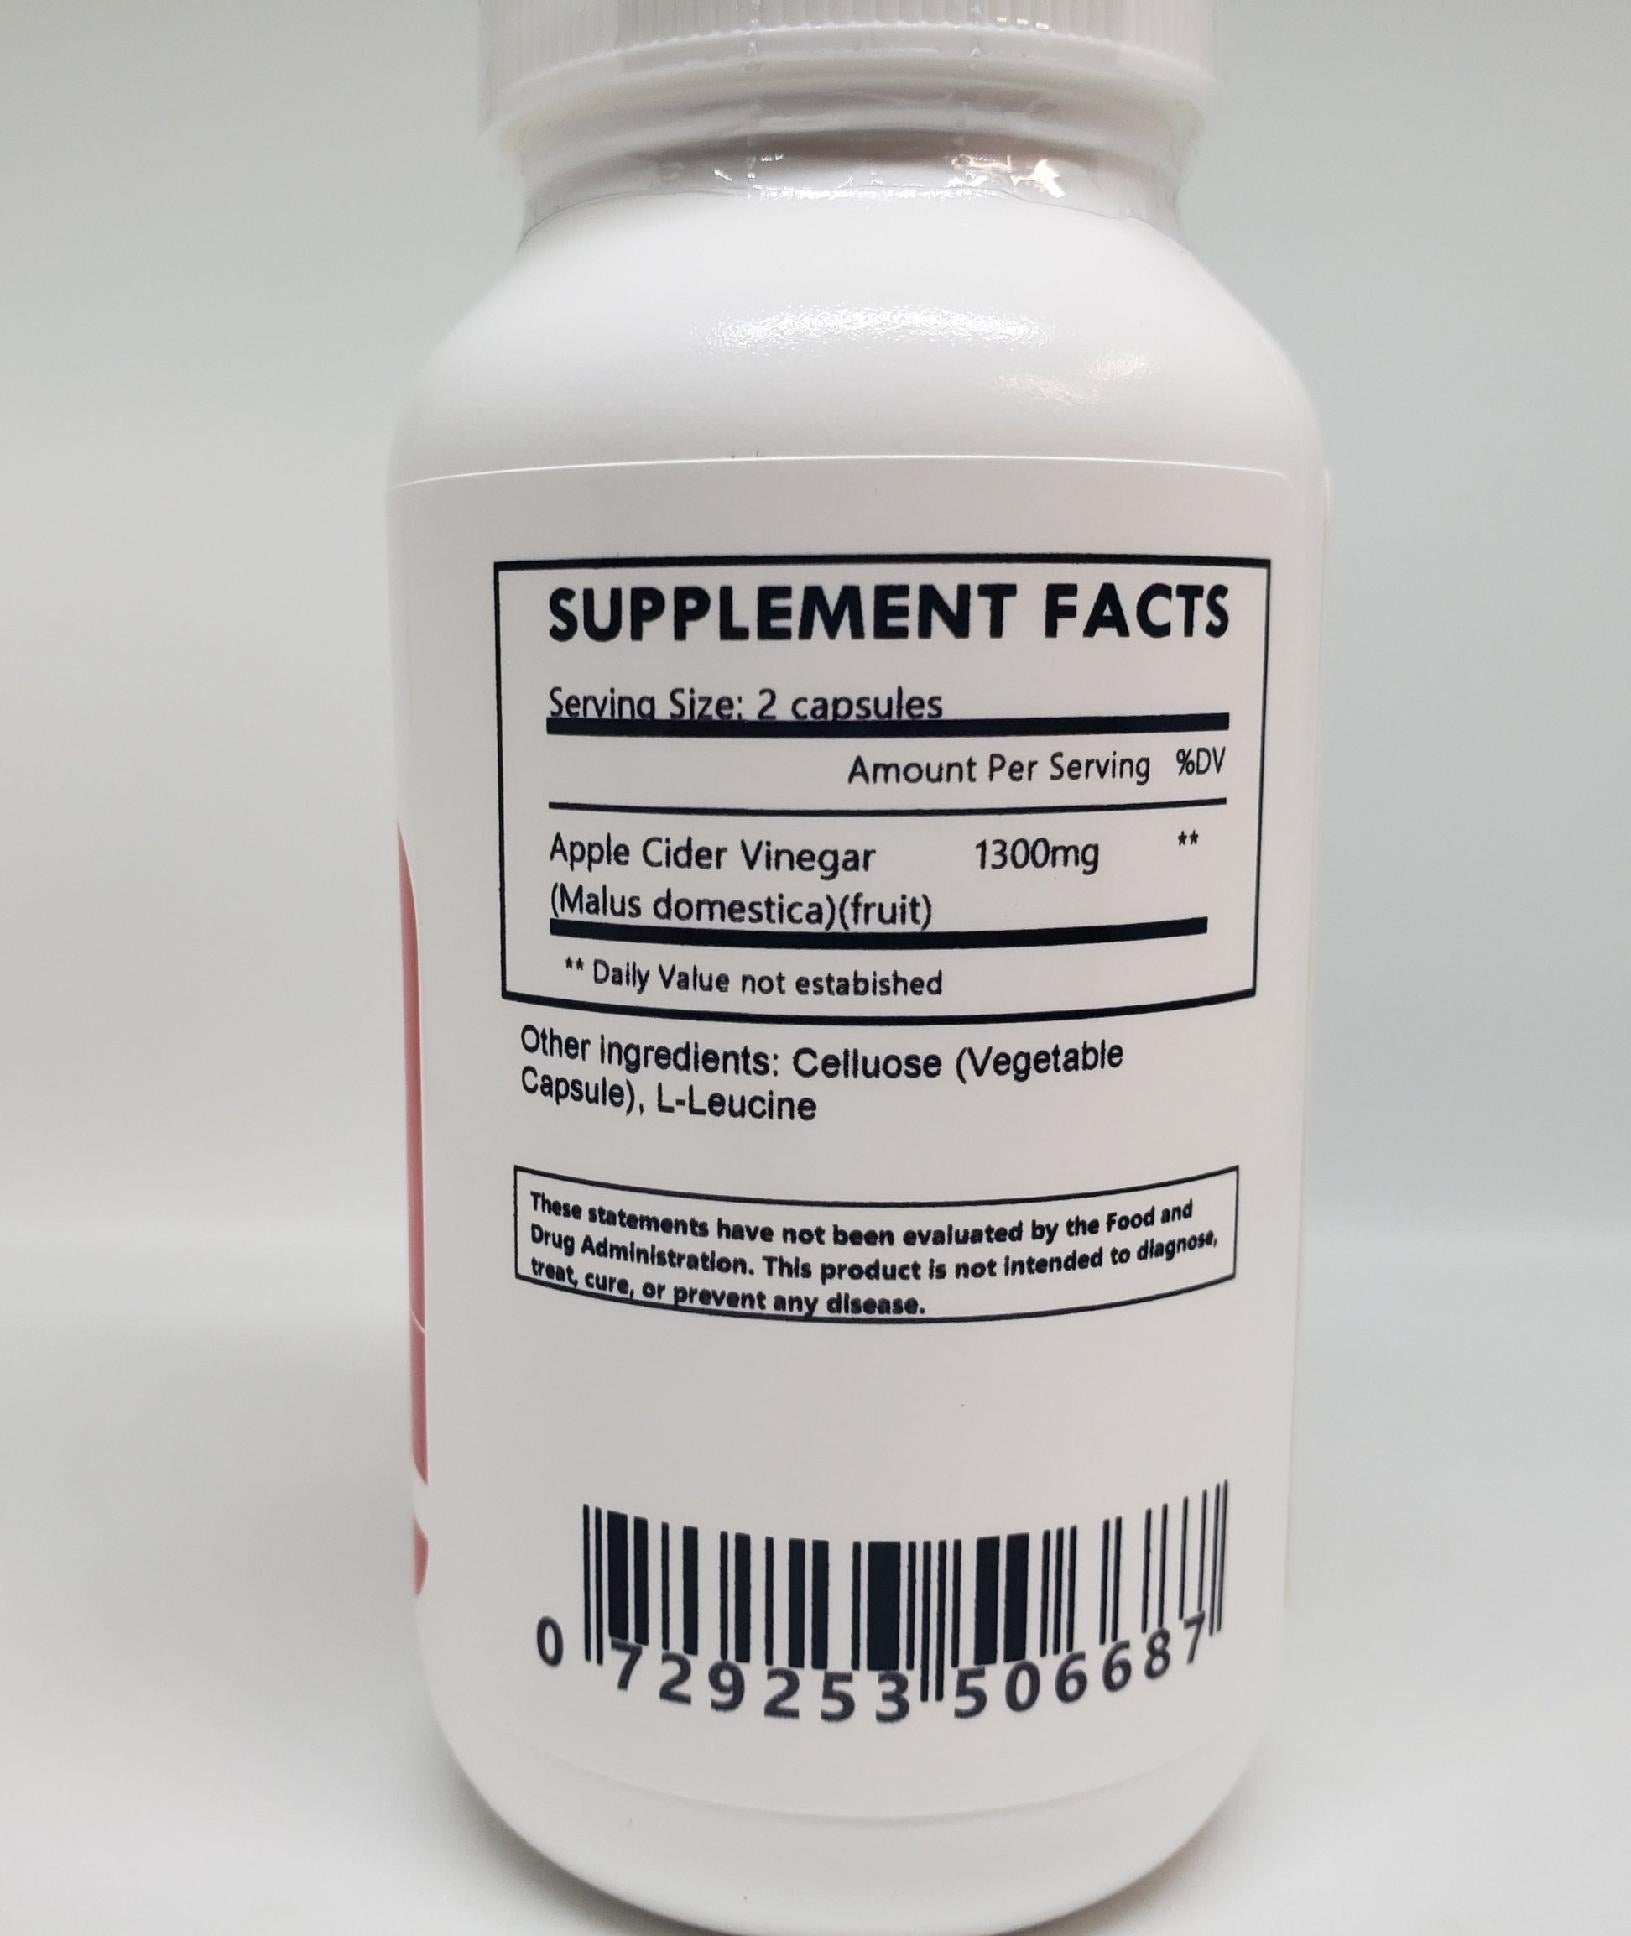 SUPPLEMENT FACTS
Serving Size: 2 capsules
Amount Per Serving %DV
Apple Cider Vinegar 1300mg **
(Malus domestica)(fruit)
** Daily Value not estabished
Other ingredients: Celluose (Vegetable
Capsule), L-Leucine
These statements have not been evaluated by the Food and
Drug Administration. This product is not intended to diagnose,
treat, cure, or prevent any disease.
0 729253 506687